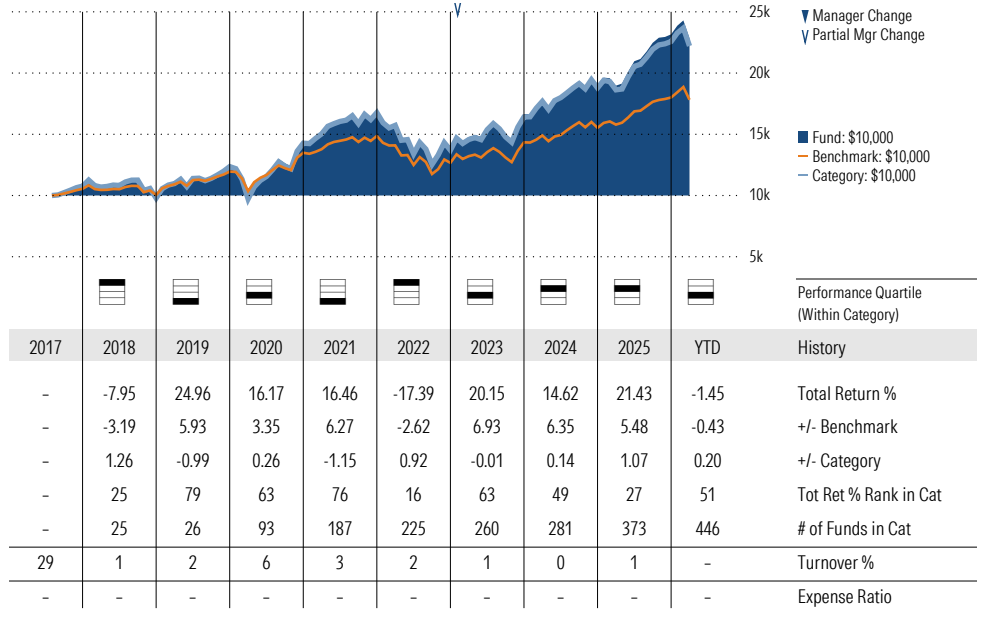 25k
▼ Manager Change
V Partial Mgr Change
20k
15k
Fund: $10,000
Benchmark: $10,000
Category: $10,000
10k
5k
Performance Quartile
(Within Category)
2017 2018 2019 2020 2021 2022 2023 2024 2025 YTD History
– -7.95 24.96 16.17 16.46 -17.39 20.15 14.62 21.43 -1.45 Total Return %
– -3.19 5.93 3.35 6.27 -2.62 6.93 6.35 5.48 -0.43 +/- Benchmark
– 1.26 -0.99 0.26 -1.15 0.92 -0.01 0.14 1.07 0.20 +/- Category
– 25 79 63 76 16 63 49 27 51 Tot Ret % Rank in Cat
– 25 26 93 187 225 260 281 373 446 # of Funds in Cat
29 1 2 6 3 2 1 0 1 – Turnover %
– – – – – – – – – – Expense Ratio